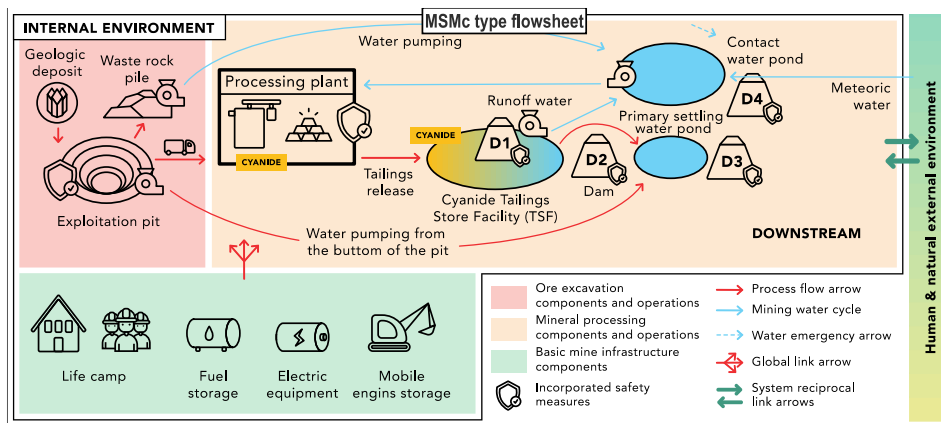 MSMc type flowsheet
INTERNAL ENVIRONMENT
Geologic
deposit
Waste rock
pile
Exploitation pit
Water pumping
Processing plant
CYANIDE
Tailings
release
CYANIDE
D1
Runoff water
Cyanide Tailings
Store Facility (TSF)
D2
Dam
Primary settling
water pond
D3
Contact
water pond
D4
Meteoric
water
Water pumping from
the buttom of the pit
DOWNSTREAM
Human & natural external environment
Life camp
Fuel
storage
Electric
equipment
Mobile
engins storage
Ore excavation
components and operations
Mineral processing
components and operations
Basic mine infrastructure
components
Incorporated safety
measures
Process flow arrow
Mining water cycle
Water emergency arrow
Global link arrow
System reciprocal
link arrows